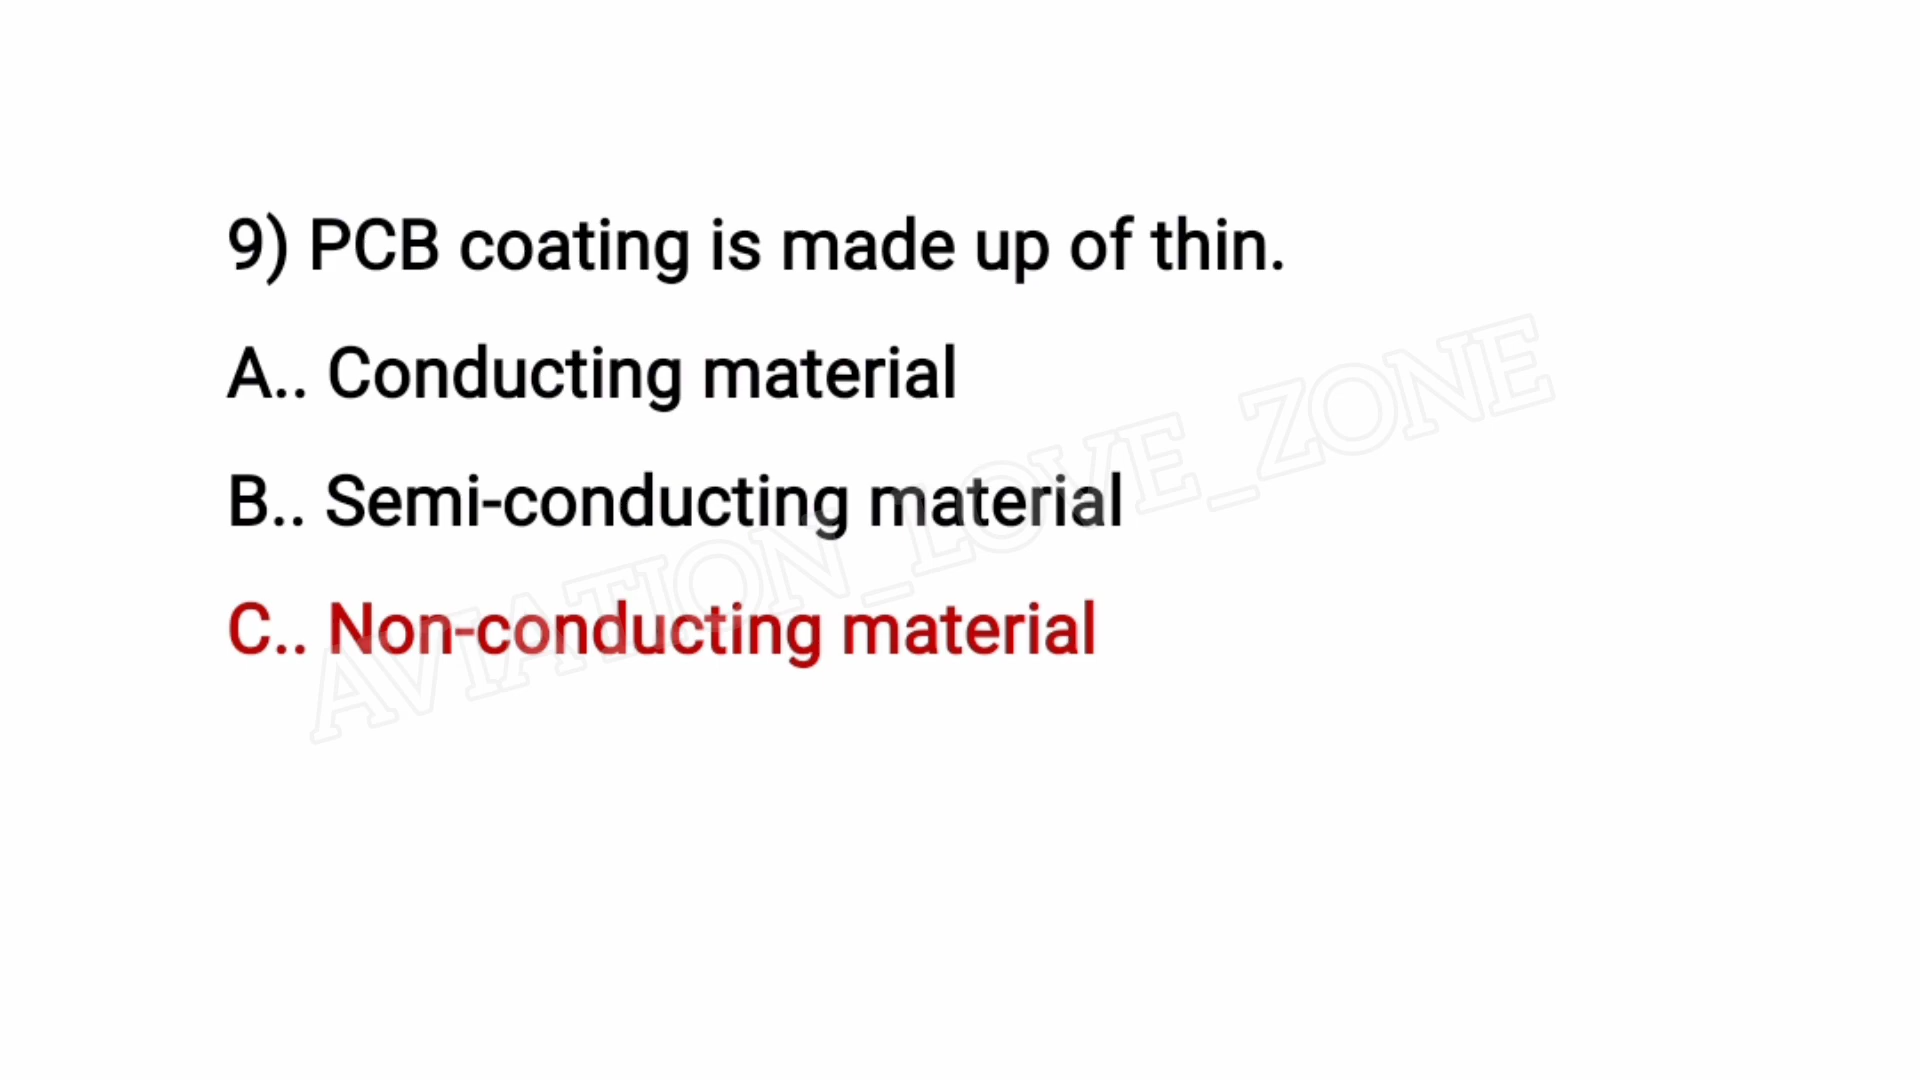 9) PCB coating is made up of thin.
A.. Conducting material
B.. Semi-conducting material
C.. Non-conducting material
AVIATION_LOVE_ZONE